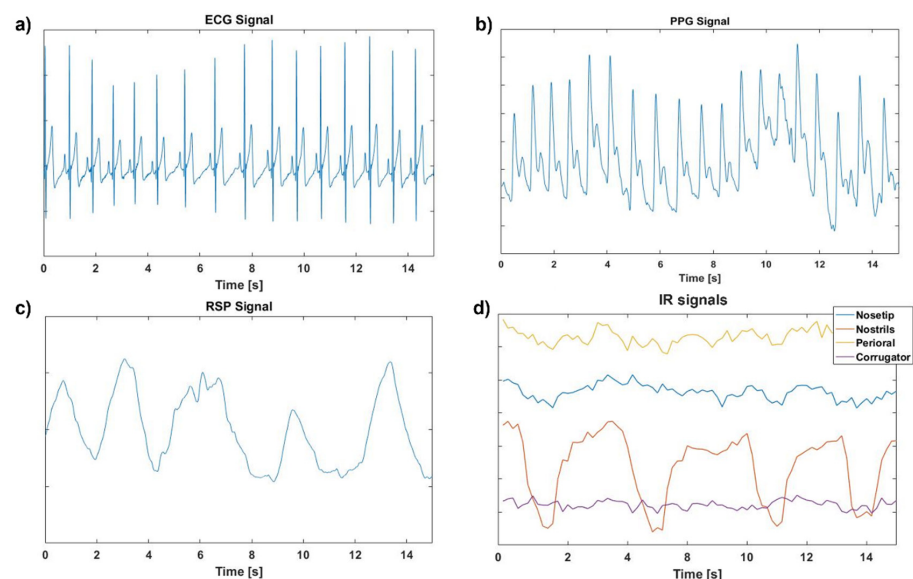 a)
ECG Signal
0 2 4 6 8 10 12 14
Time [s]
b)
PPG Signal
0 2 4 6 8 10 12 14
Time [s]
c)
RSP Signal
0 2 4 6 8 10 12 14
Time [s]
d)
IR signals
Nosetip
Nostrils
Perioral
Corrugator
0 2 4 6 8 10 12 14
Time [s]